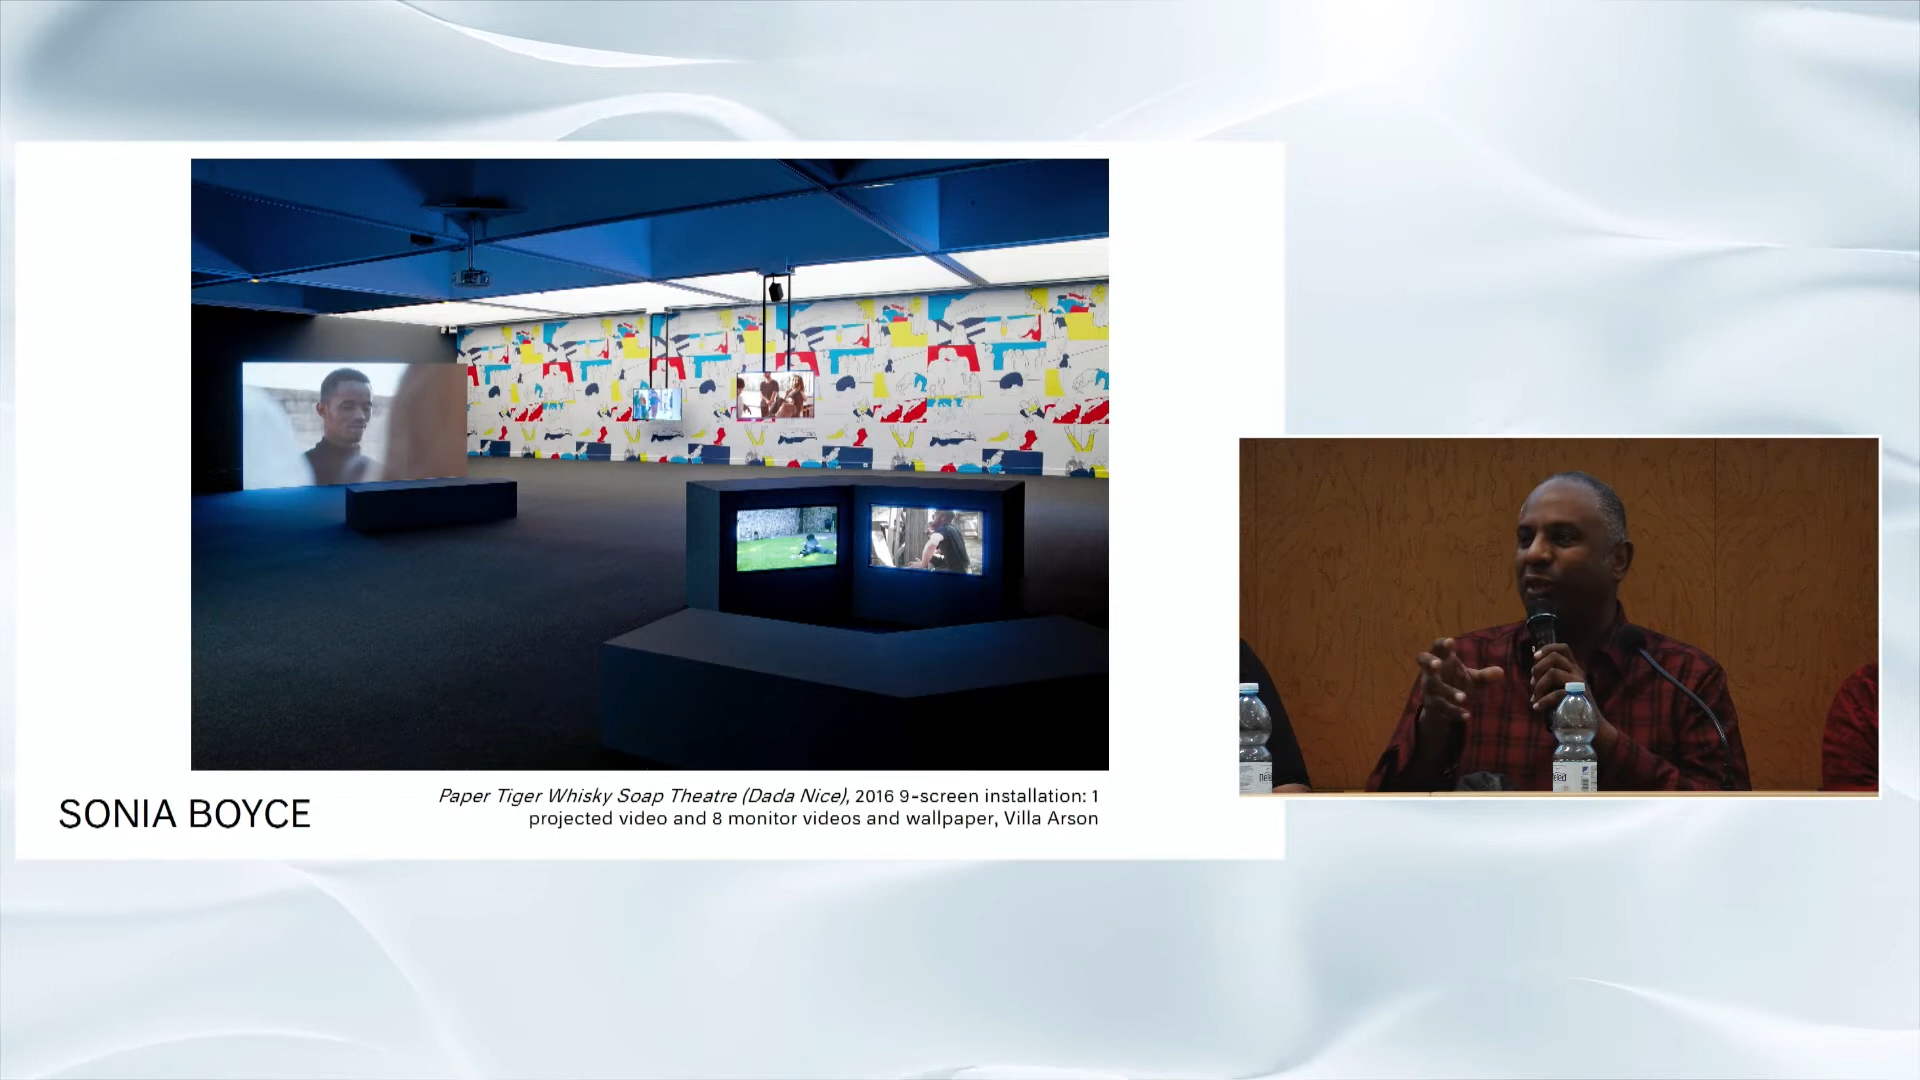 SONIA BOYCE
Paper Tiger Whisky Soap Theatre (Dada Nice), 2016 9-screen installation: 1
projected video and 8 monitor videos and wallpaper, Villa Arson